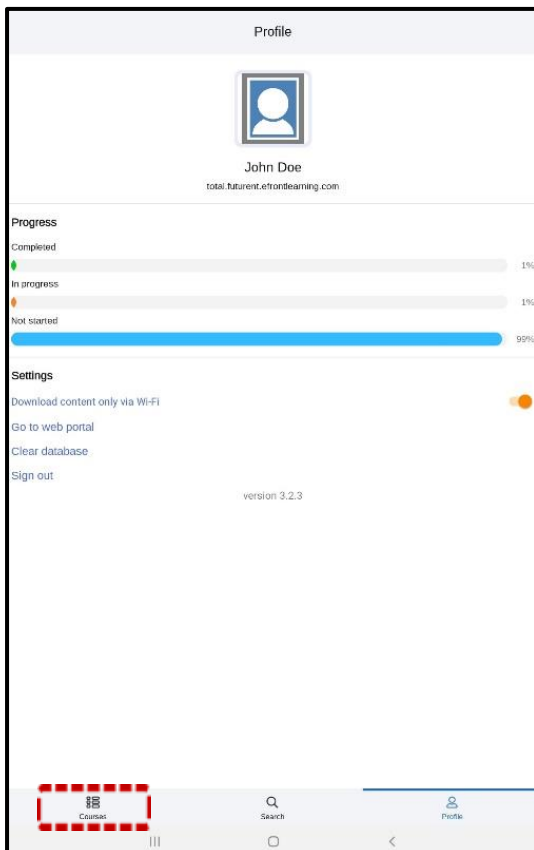 Profile
John Doe
total.futurent.efrontlearning.com
Progress
Completed
1%
In progress
1%
Not started
99%
Settings
Download content only via Wi-Fi
Go to web portal
Clear database
Sign out
version 3.2.3
Courses Search Profile